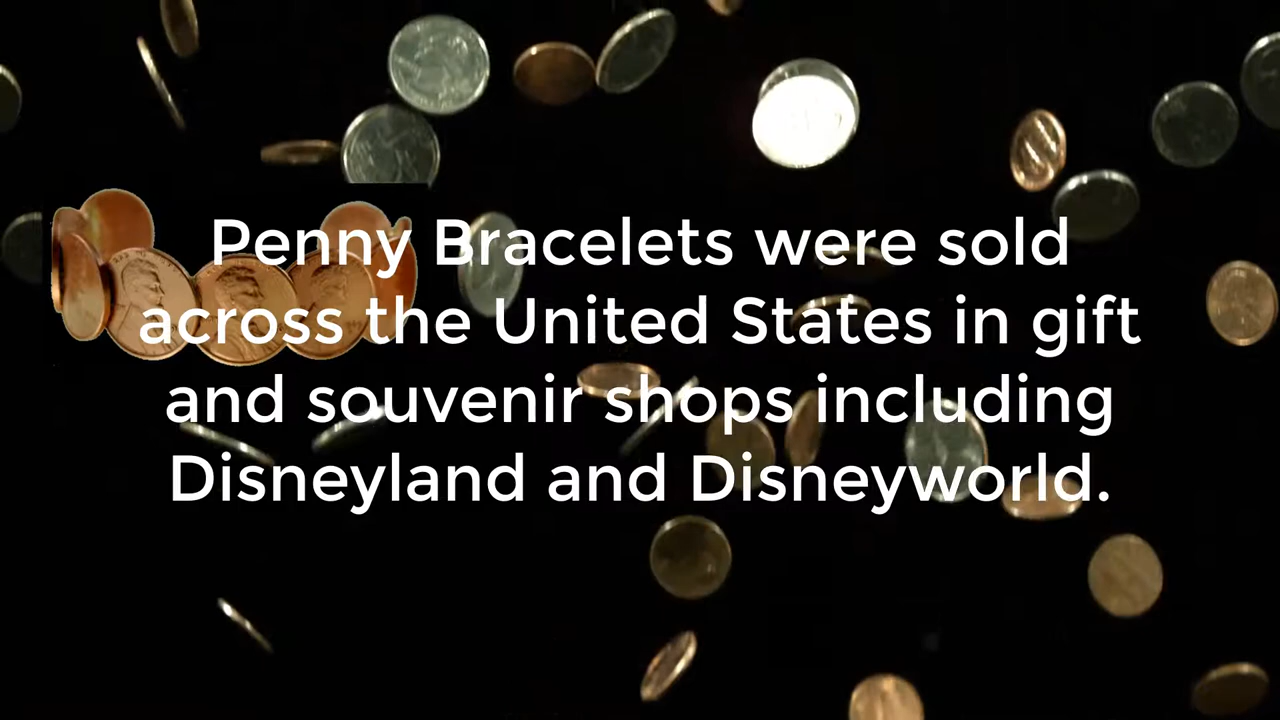 Penny Bracelets were sold
across the United States in gift
and souvenir shops including
Disneyland and Disneyworld.